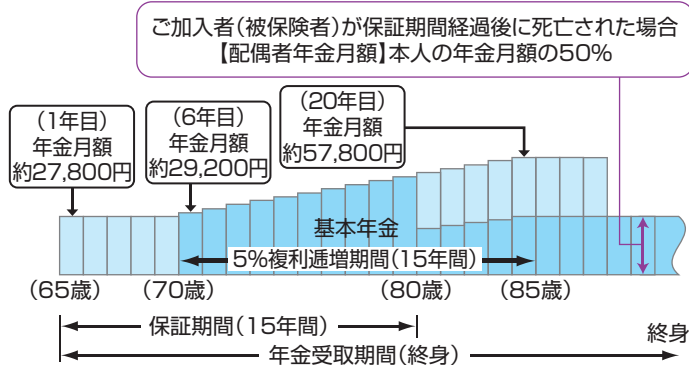 ご加入者(被保険者)が保証期間経過後に死亡された場合
【配偶者年金月額】本人の年金月額の50%
(1年目)
年金月額
約27,800円
(6年目)
年金月額
約29,200円
(20年目)
年金月額
約57,800円
基本年金
5%複利逓増期間(15年間)
(65歳)
(70歳)
(80歳)
(85歳)
保証期間(15年間)
終身
年金受取期間(終身)